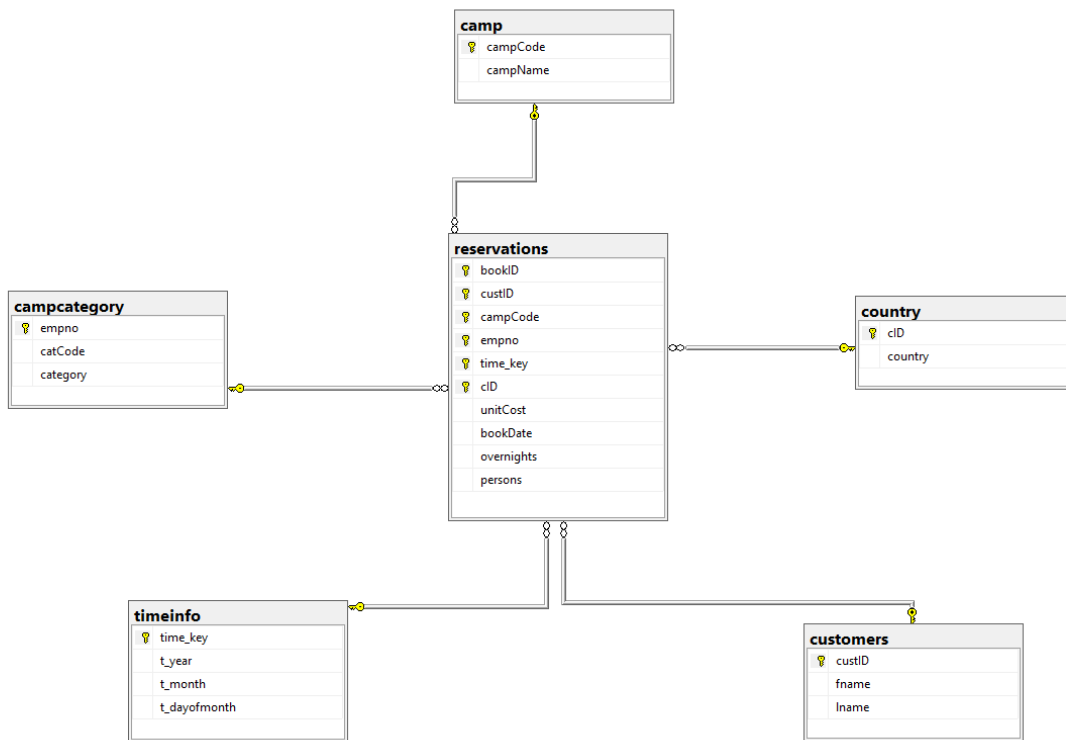 camp
campCode
campName
reservations
bookID
custID
campCode
empno
time_key
cID
unitCost
bookDate
overnights
persons
campcategory
empno
catCode
category
country
cID
country
timeinfo
time_key
t_year
t_month
t_dayofmonth
customers
custID
fname
lname